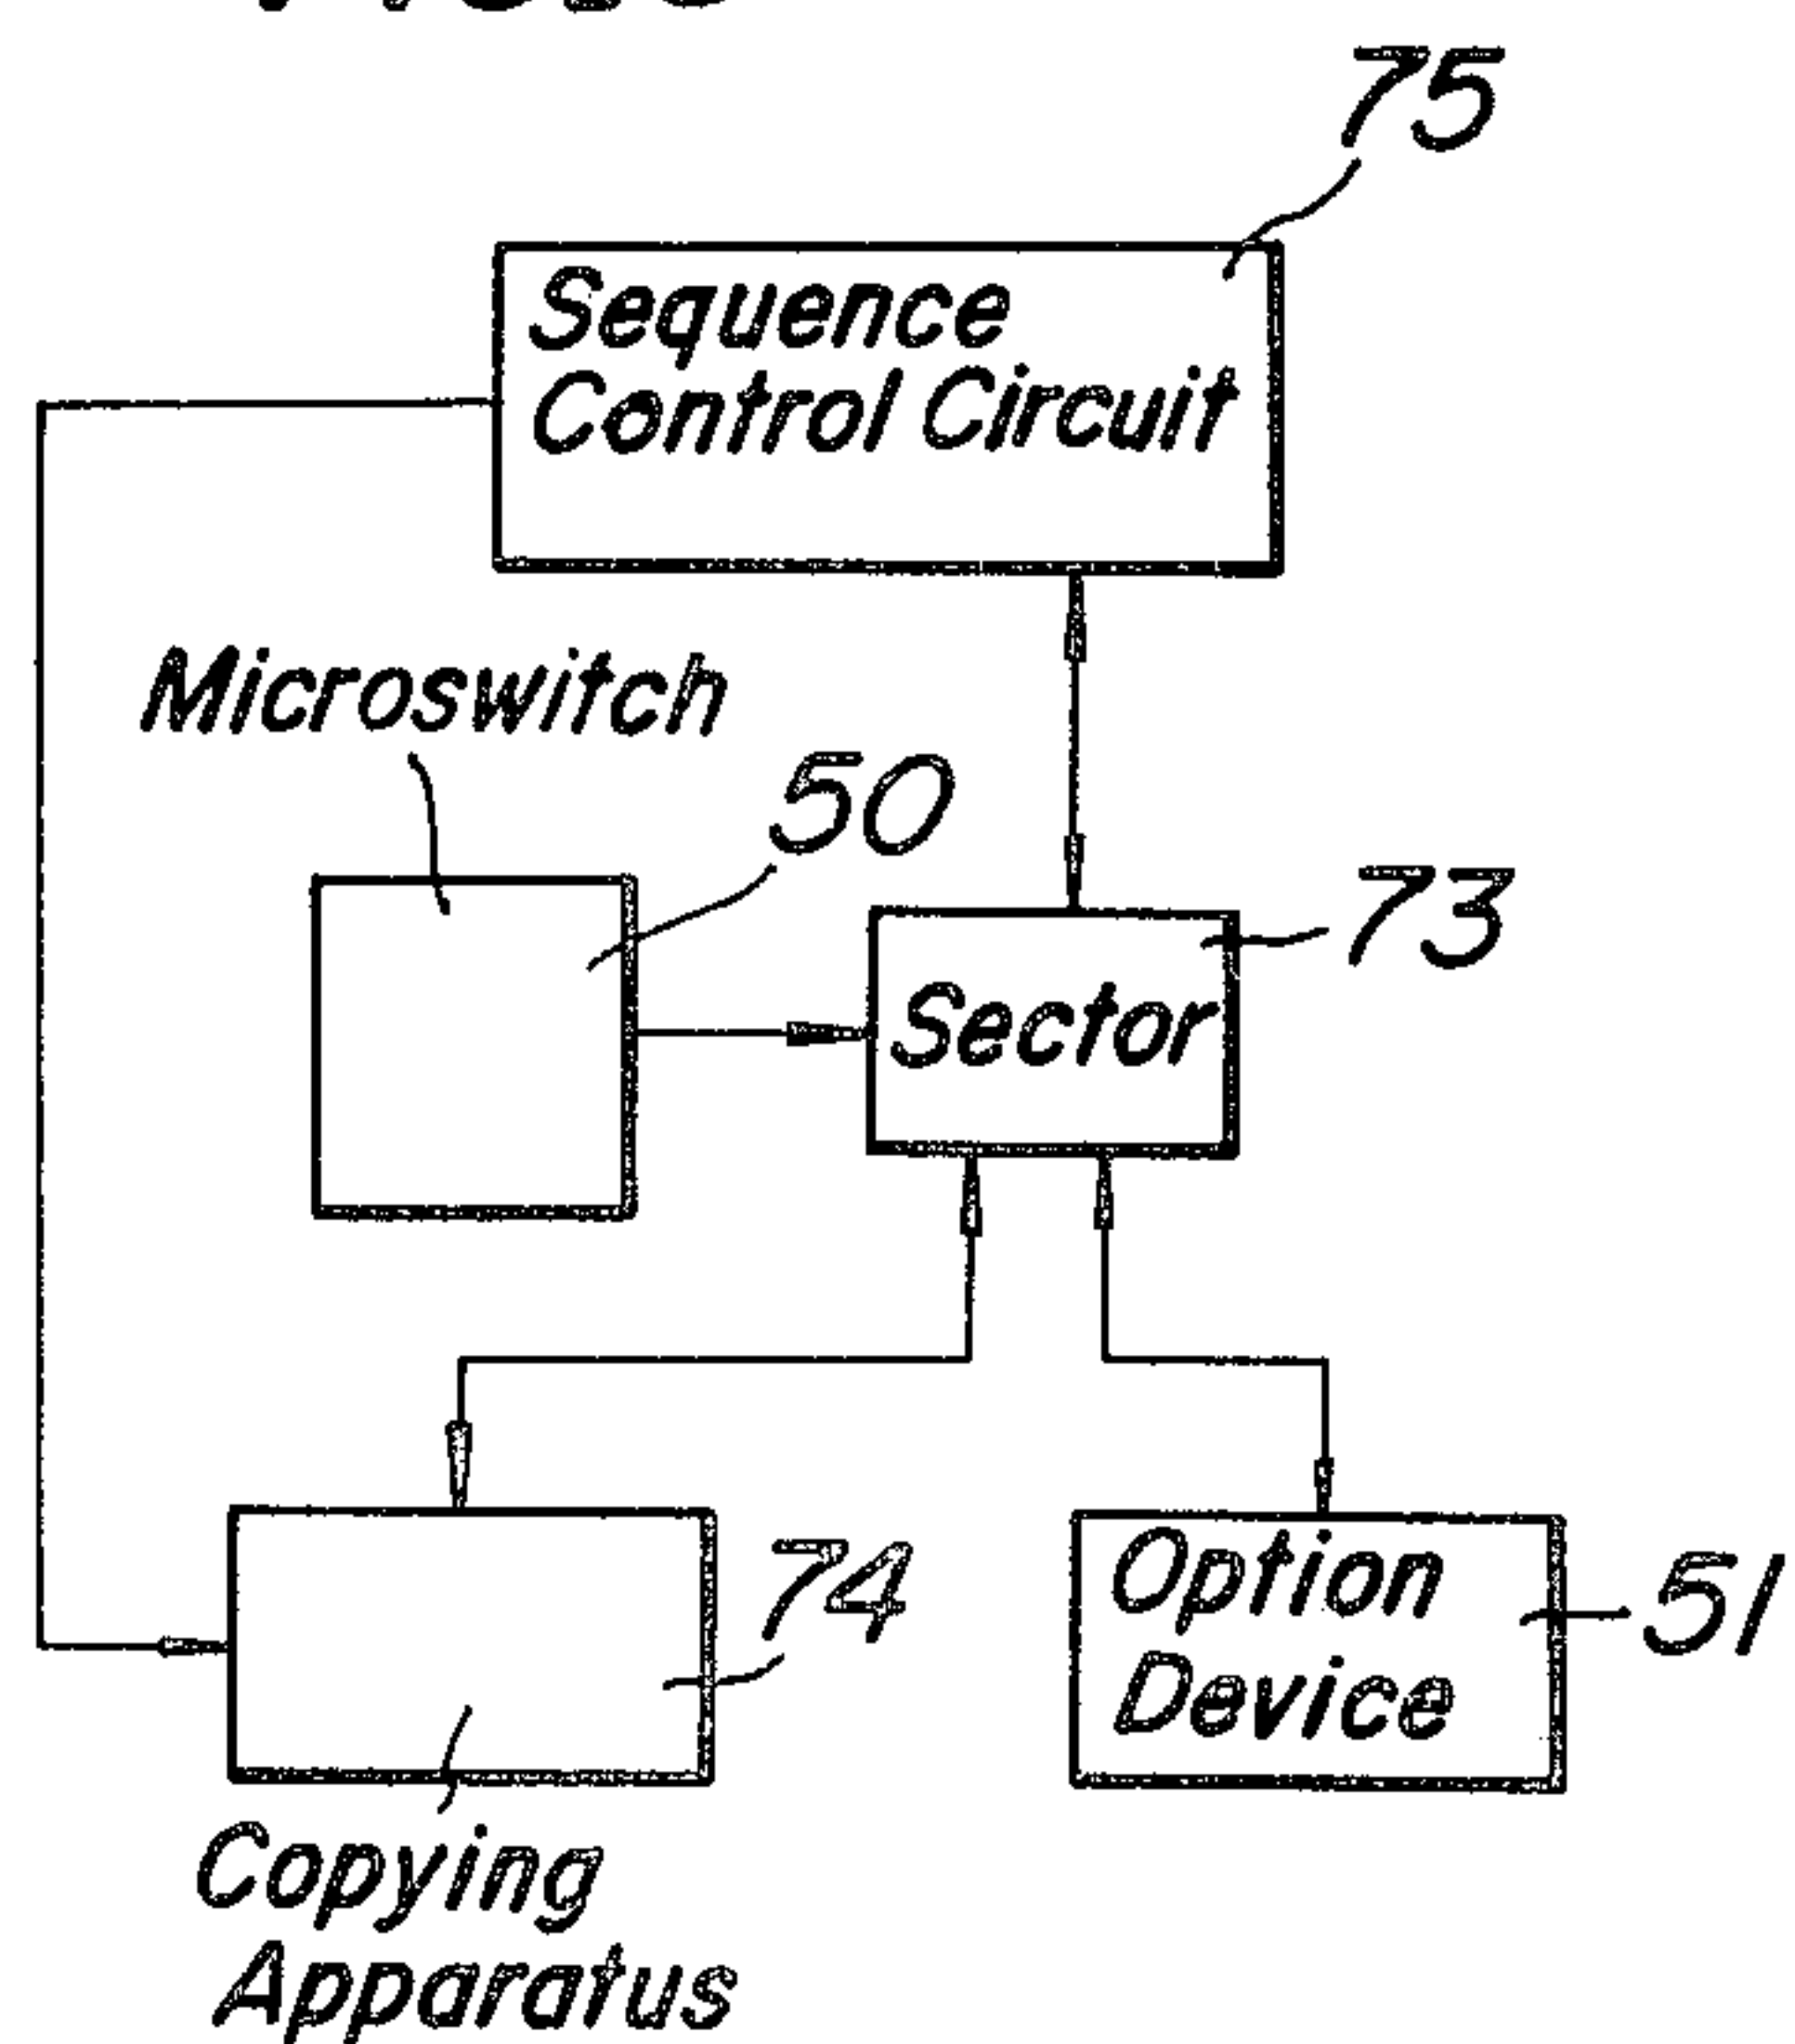 75
Sequence
Control Circuit
Microswitch
50
73
Sector
74
Option
Device
51
Copying
Apparatus